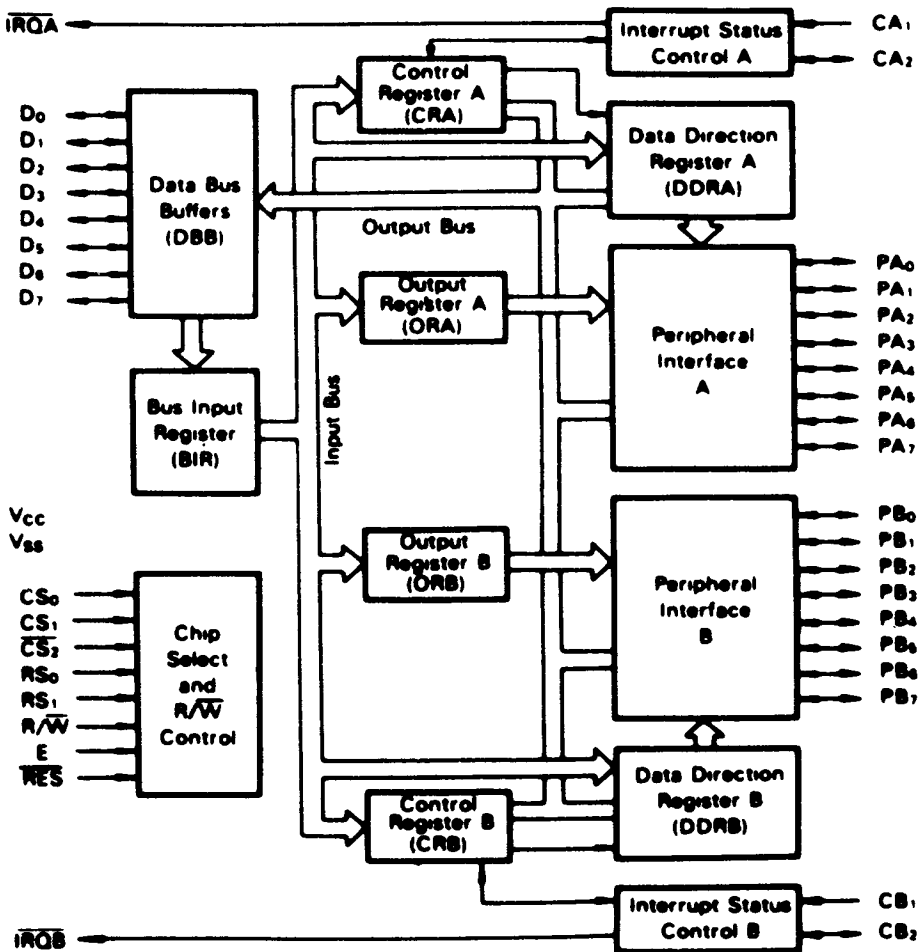 IRQA
Interrupt Status
Control A
CA1
CA2
Control
Register A
(CRA)
D0
D1
D2
D3
D4
D5
D6
D7
Data Bus
Buffers
(DBB)
Data Direction
Register A
(DDRA)
Output Bus
Output
Register A
(ORA)
Peripheral
Interface
A
PA0
PA1
PA2
PA3
PA4
PA5
PA6
PA7
Bus Input
Register
(BIR)
Input Bus
VCC
VSS
Output
Register B
(ORB)
Peripheral
Interface
B
PB0
PB1
PB2
PB3
PB4
PB5
PB6
PB7
CS0
CS1
CS2
RS0
RS1
R/W
E
RES
Chip
Select
and
R/W
Control
Control
Register B
(CRB)
Data Direction
Register B
(DDRB)
Interrupt Status
Control B
CB1
CB2
IRQB